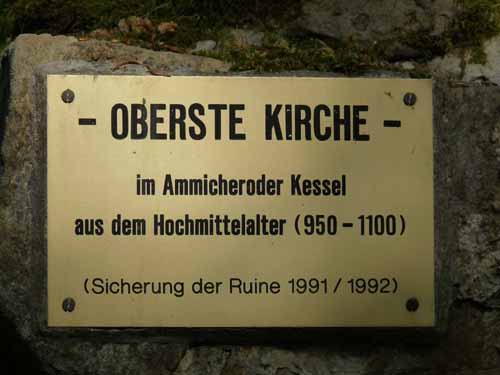 - OBERSTE KIRCHE -
im Ammicheroder Kessel
aus dem Hochmittelalter (950 - 1100)
(Sicherung der Ruine 1991 / 1992)